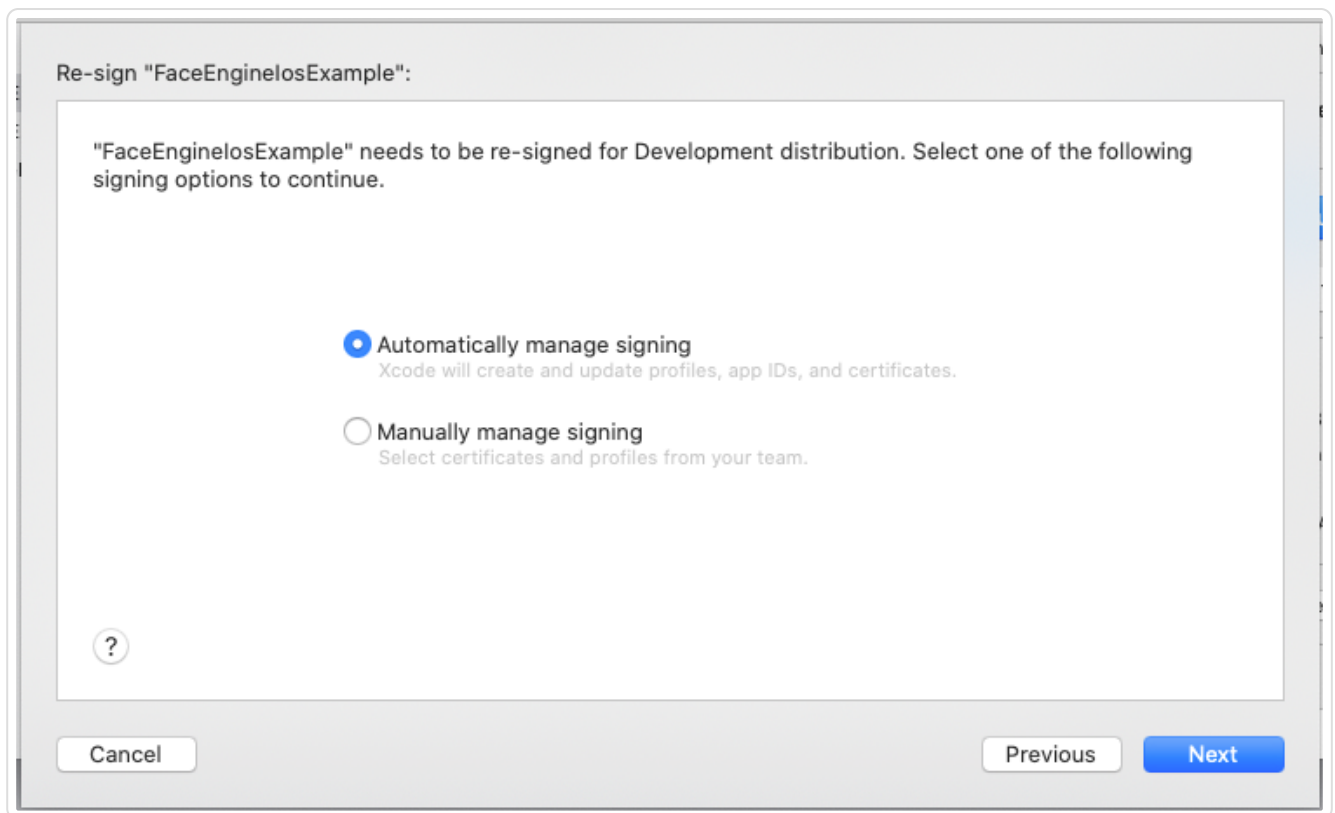 Re-sign "FaceEngineIosExample":
"FaceEngineIosExample" needs to be re-signed for Development distribution. Select one of the following
signing options to continue.
Automatically manage signing
Xcode will create and update profiles, app IDs, and certificates.
Manually manage signing
Select certificates and profiles from your team.
?
Cancel
Previous
Next